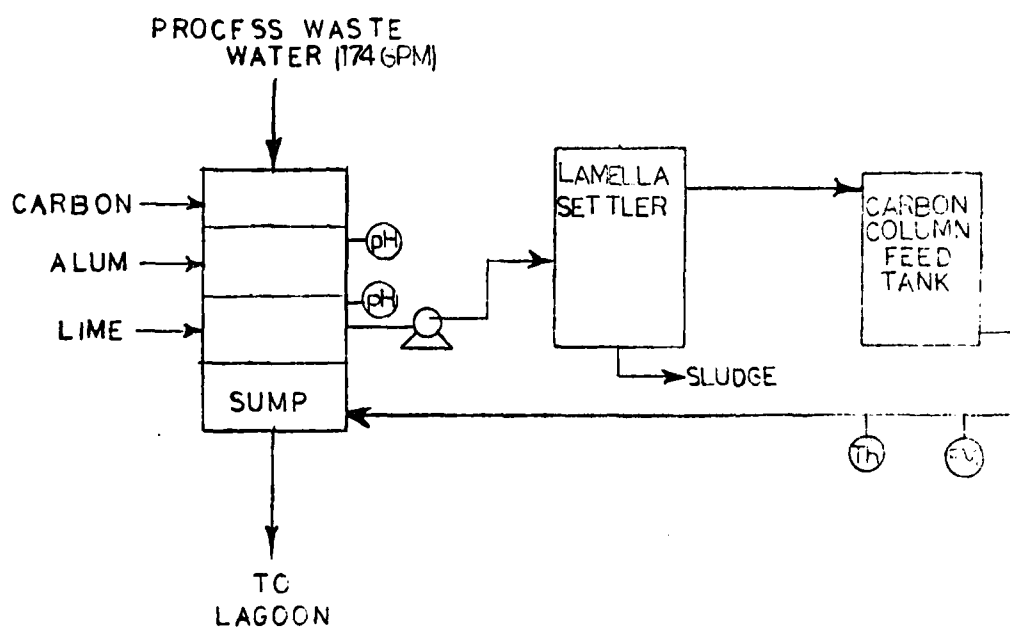 PROCFSS WASTE
WATER (174 GPM)
CARBON
ALUM
LIME
pH
pH
SUMP
LAMELLA
SETTLER
SLUDGE
CARBON
COLUMN
FEED
TANK
Th
TO
LAGOON